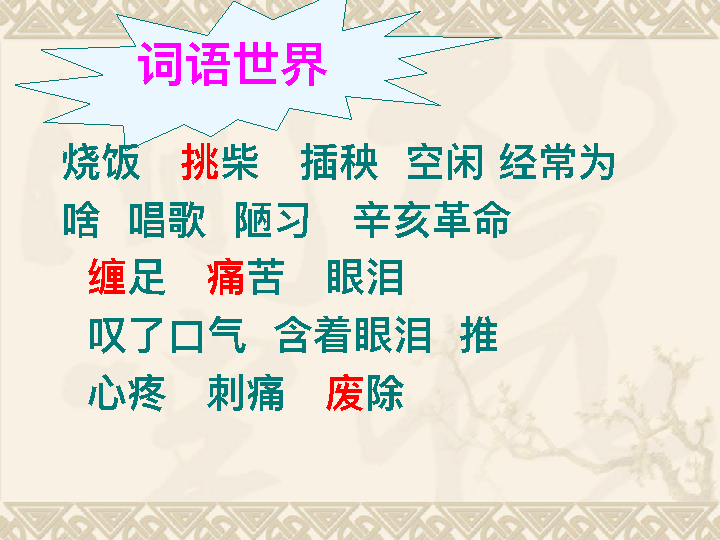 词语世界
烧饭 挑柴 插秧 空闲 经常为
啥 唱歌 陋习 辛亥革命
缠足 痛苦 眼泪
叹了口气 含着眼泪 推
心疼 刺痛 废除